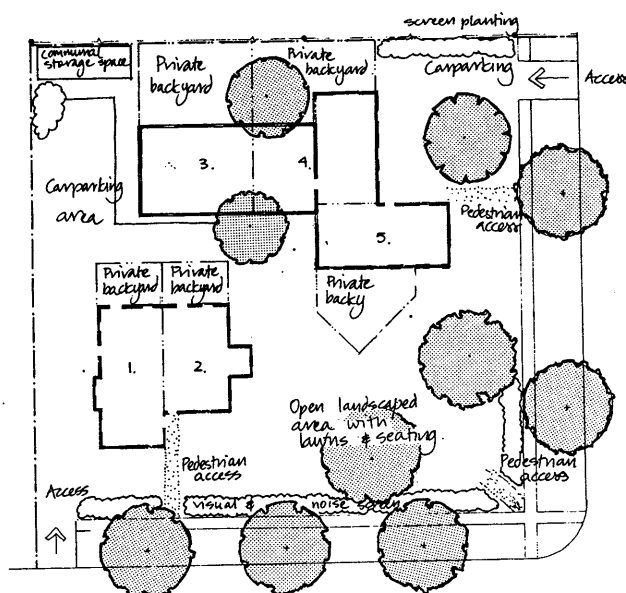 screen planting
communal
storage space
Private
backyard
Private
backyard
Carparking
Access
3.
4.
Carparking
area
Pedestrian
access
5.
Private
backyard
Private
backyard
Private
backy
1.
2.
Open landscaped
area with
lawns & seating
Pedestrian
access
Pedestrian
access
Access
visual &
noise screen